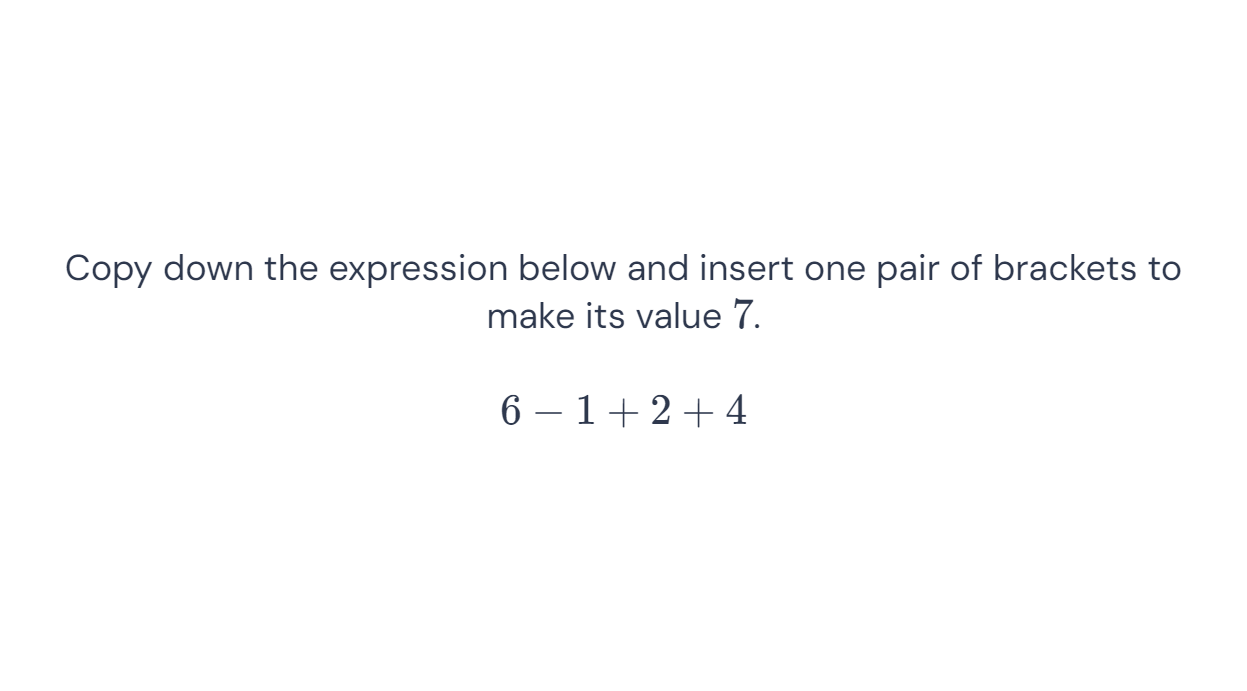 Copy down the expression below and insert one pair of brackets to
make its value 7.
6 − 1 + 2 + 4